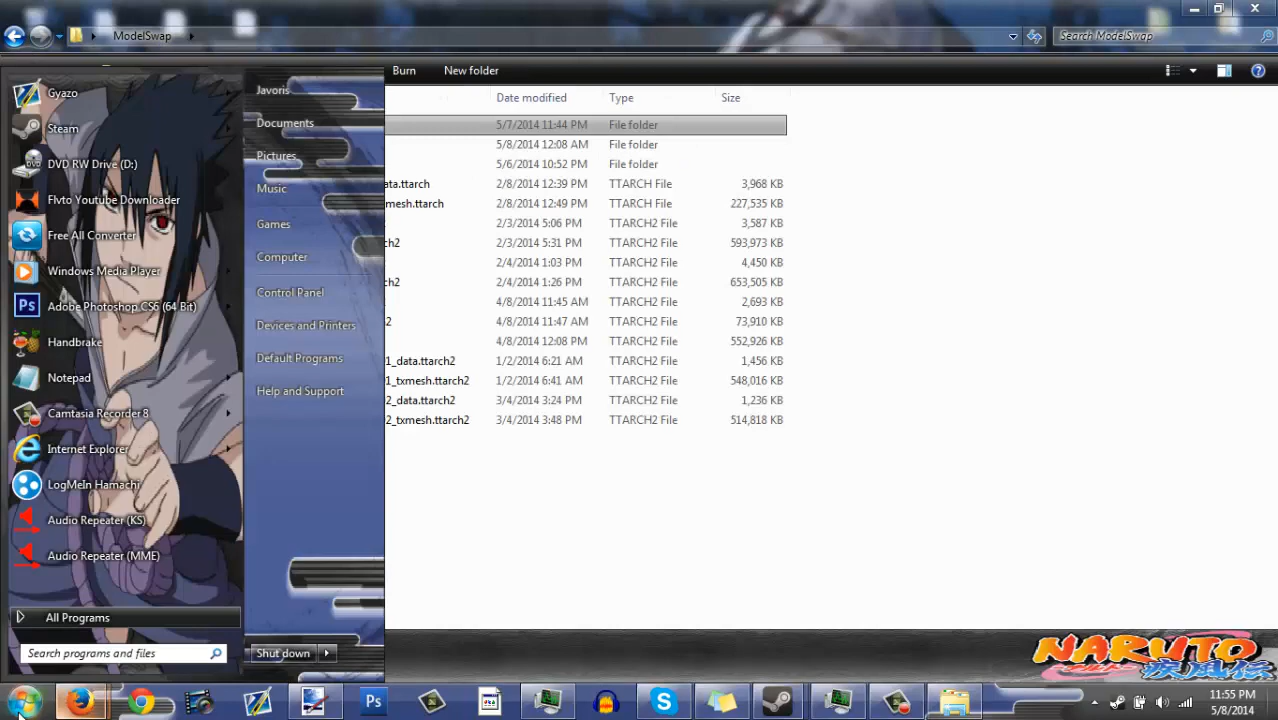 ModelSwap
Search ModelSwap
Burn
New folder
Date modified
Type
Size
5/7/2014 11:44 PM File folder
5/8/2014 12:08 AM File folder
5/6/2014 10:52 PM File folder
ata.ttarch 2/8/2014 12:39 PM TTARCH File 3,968 KB
mesh.ttarch 2/8/2014 12:49 PM TTARCH File 227,535 KB
2/3/2014 5:06 PM TTARCH2 File 3,587 KB
ch2 2/3/2014 5:31 PM TTARCH2 File 593,973 KB
2/4/2014 1:03 PM TTARCH2 File 4,450 KB
ch2 2/4/2014 1:26 PM TTARCH2 File 653,505 KB
4/8/2014 11:45 AM TTARCH2 File 2,693 KB
2 4/8/2014 11:47 AM TTARCH2 File 73,910 KB
4/8/2014 12:08 PM TTARCH2 File 552,926 KB
1_data.ttarch2 1/2/2014 6:21 AM TTARCH2 File 1,456 KB
1_txmesh.ttarch2 1/2/2014 6:41 AM TTARCH2 File 548,016 KB
2_data.ttarch2 3/4/2014 3:24 PM TTARCH2 File 1,236 KB
2_txmesh.ttarch2 3/4/2014 3:48 PM TTARCH2 File 514,818 KB
Gyazo
Steam
DVD RW Drive (D:)
Flvto Youtube Downloader
Free All Converter
Windows Media Player
Adobe Photoshop CS6 (64 Bit)
Handbrake
Notepad
Camtasia Recorder 8
Internet Explorer
LogMeIn Hamachi
Audio Repeater (KS)
Audio Repeater (MME)
All Programs
Search programs and files
Javoris
Documents
Pictures
Music
Games
Computer
Control Panel
Devices and Printers
Default Programs
Help and Support
Shut down
NARUTO
疾風伝
11:55 PM
5/8/2014